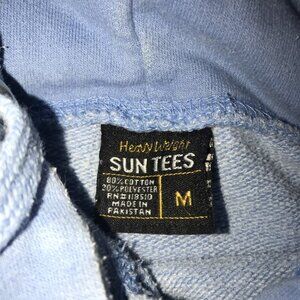 Heavy Weight
SUN TEES
80% COTTON
20% POLYESTER
RN# 118510
MADE IN
PAKISTAN
M